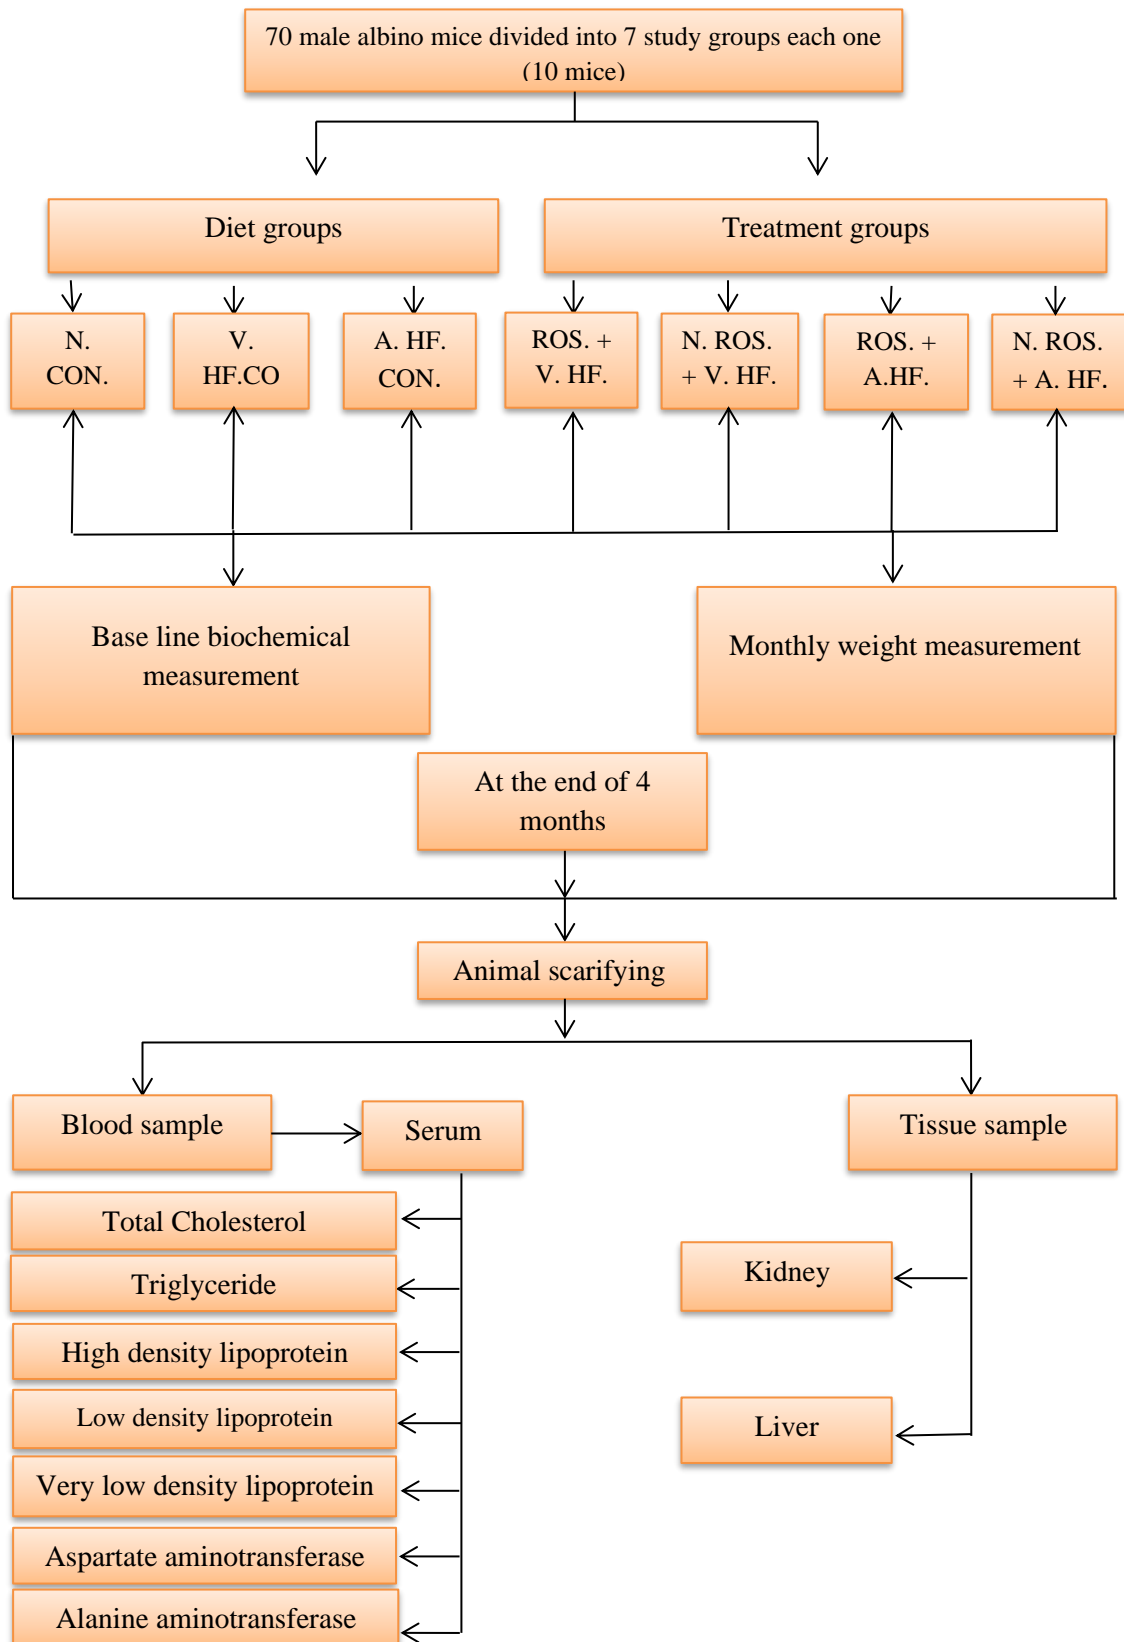 70 male albino mice divided into 7 study groups each one
(10 mice)
Diet groups
Treatment groups
N.
CON.
V.
HF.CO
A. HF.
CON.
ROS. +
V. HF.
N. ROS.
+ V. HF.
ROS. +
A.HF.
N. ROS.
+ A. HF.
Base line biochemical
measurement
Monthly weight measurement
At the end of 4
months
Animal scarifying
Blood sample
Serum
Tissue sample
Total Cholesterol
Triglyceride
High density lipoprotein
Low density lipoprotein
Very low density lipoprotein
Aspartate aminotransferase
Alanine aminotransferase
Kidney
Liver